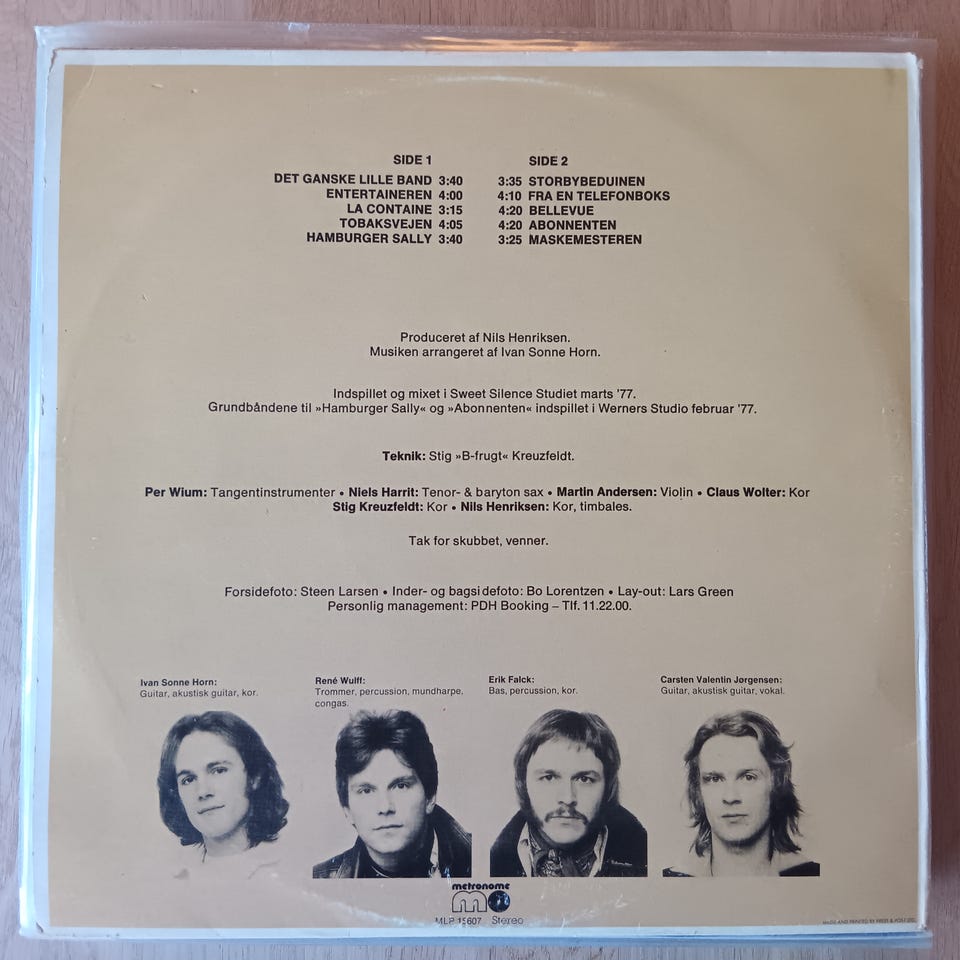 SIDE 1
DET GANSKE LILLE BAND 3:40
ENTERTAINEREN 4:00
LA CONTAINE 3:15
TOBAKSVEJEN 4:05
HAMBURGER SALLY 3:40
SIDE 2
3:35 STORBYBEDUINEN
4:10 FRA EN TELEFONBOKS
4:20 BELLEVUE
4:20 ABONNENTEN
3:25 MASKEMESTEREN
Produceret af Nils Henriksen.
Musiken arrangeret af Ivan Sonne Horn.
Indspillet og mixet i Sweet Silence Studiet marts '77.
Grundbåndene til »Hamburger Sally« og »Abonnenten« indspillet i Werners Studio februar '77.
Teknik: Stig »B-frugt« Kreuzfeldt.
Per Wium: Tangentinstrumenter • Niels Harrit: Tenor- & baryton sax • Martin Andersen: Violin • Claus Wolter: Kor
Stig Kreuzfeldt: Kor • Nils Henriksen: Kor, timbales.
Tak for skubbet, venner.
Forsidefoto: Steen Larsen • Inder- og bagsidefoto: Bo Lorentzen • Lay-out: Lars Green
Personlig management: PDH Booking – Tlf. 11.22.00.
Ivan Sonne Horn:
Guitar, akustisk guitar, kor.
René Wulff:
Trommer, percussion, mundharpe,
congas.
Erik Falck:
Bas, percussion, kor.
Carsten Valentin Jørgensen:
Guitar, akustisk guitar, vokal.
metronome
MLP 15607 Stereo
MADE AND PRINTED BY